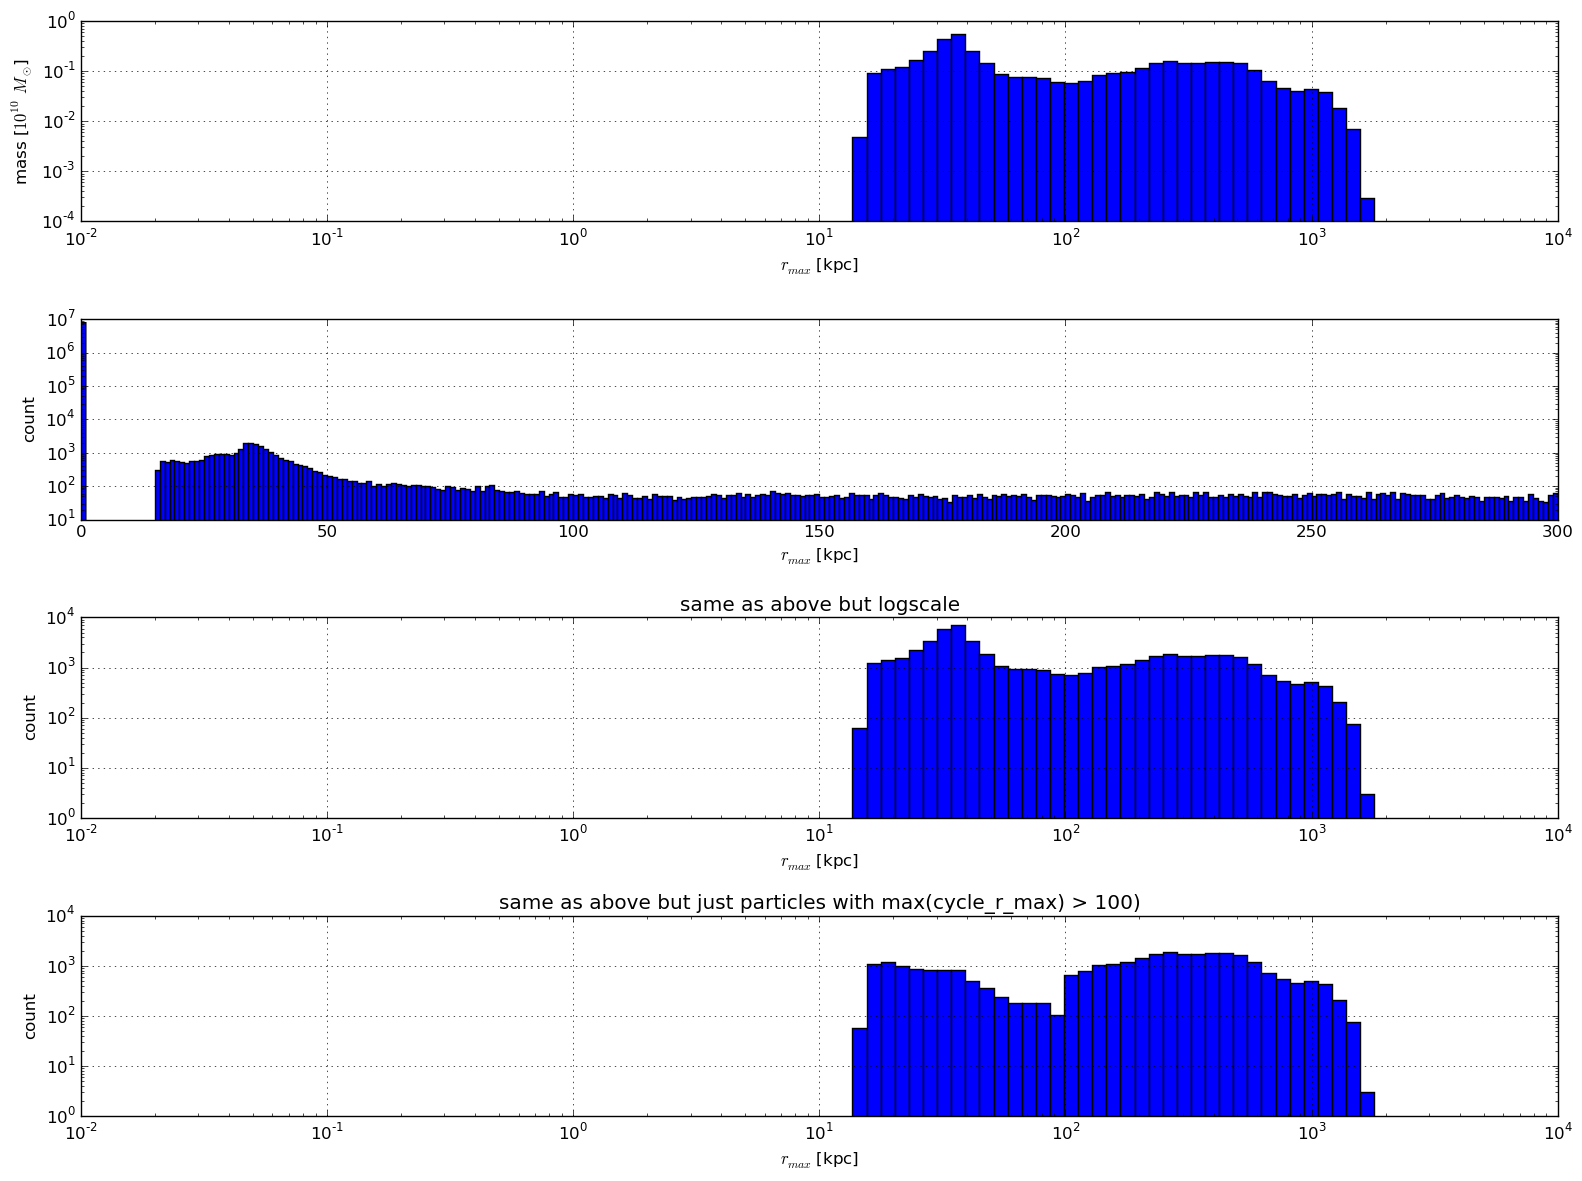 10^0
10^-1
10^-2
10^-3
10^-4
mass [10^10 M_⊙]
10^-2 10^-1 10^0 10^1 10^2 10^3 10^4
r_max [kpc]
10^7
10^6
10^5
10^4
10^3
10^2
10^1
count
0 50 100 150 200 250 300
r_max [kpc]
same as above but logscale
10^4
10^3
10^2
10^1
10^0
count
10^-2 10^-1 10^0 10^1 10^2 10^3 10^4
r_max [kpc]
same as above but just particles with max(cycle_r_max) > 100)
10^4
10^3
10^2
10^1
10^0
count
10^-2 10^-1 10^0 10^1 10^2 10^3 10^4
r_max [kpc]